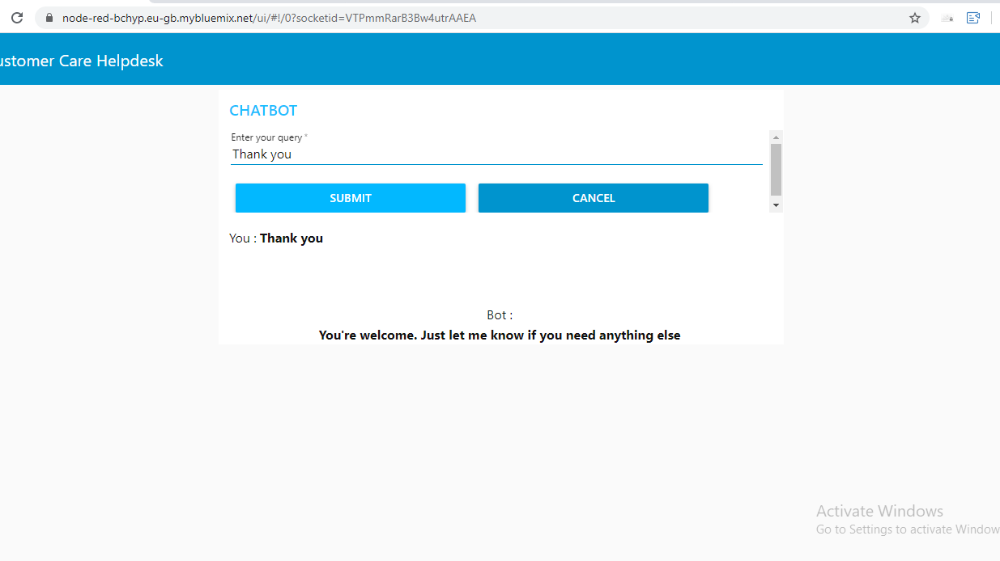 node-red-bchyp.eu-gb.mybluemix.net/ui/#!/0?socketid=VTPmmRarB3Bw4utrAAEA
ustomer Care Helpdesk
CHATBOT
Enter your query *
Thank you
SUBMIT CANCEL
You : Thank you
Bot :
You're welcome. Just let me know if you need anything else
Activate Windows
Go to Settings to activate Window